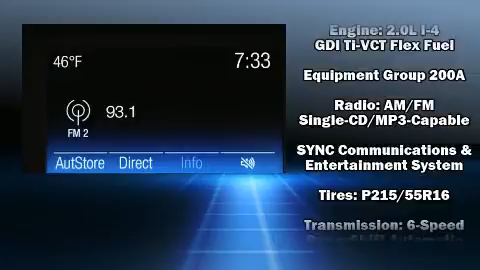 46°F
7:33
93.1
FM 2
AutStore Direct Info
Engine: 2.0L I-4
GDI Ti-VCT Flex Fuel
Equipment Group 200A
Radio: AM/FM
Single-CD/MP3-Capable
SYNC Communications &
Entertainment System
Tires: P215/55R16
Transmission: 6-Speed